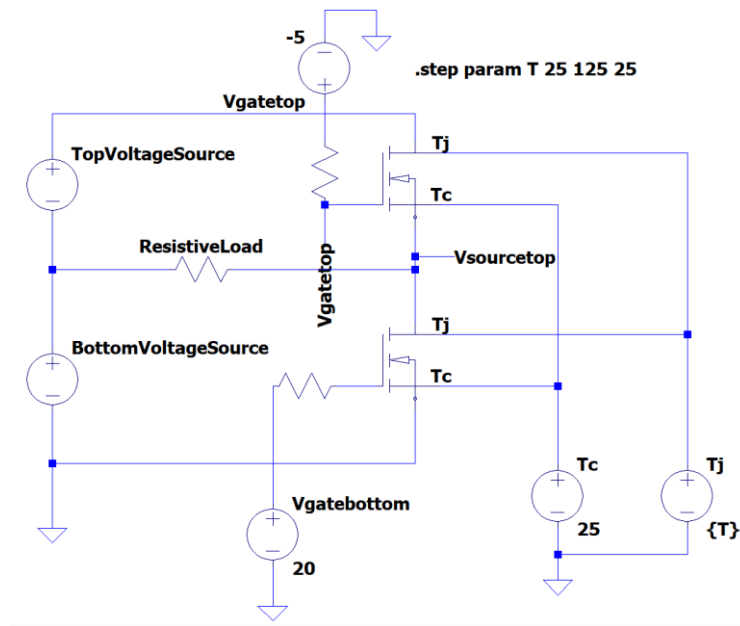 -5
.step param T 25 125 25
Vgatetop
Tj
TopVoltageSource
Tc
ResistiveLoad
Vsourcetop
Vgatetop
Tj
BottomVoltageSource
Tc
Tc
Tj
Vgatebottom
25
{T}
20